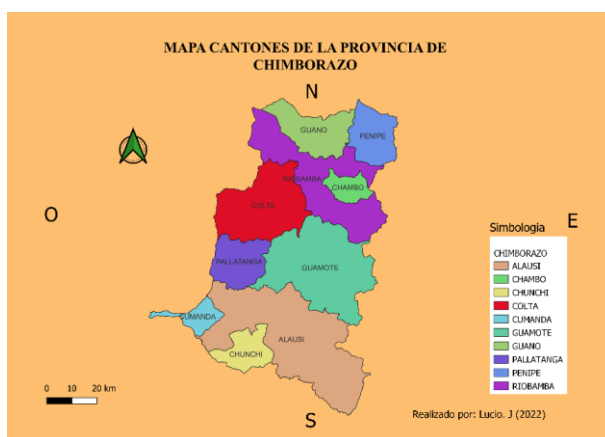 MAPA CANTONES DE LA PROVINCIA DE
CHIMBORAZO
N
GUANO
PENIPE
RIOBAMBA
CHAMBO
COLTA
O
E
PALLATANGA
GUAMOTE
CUMANDA
ALAUSI
CHUNCHI
Simbologia
CHIMBORAZO
ALAUSI
CHAMBO
CHUNCHI
COLTA
CUMANDA
GUAMOTE
GUANO
PALLATANGA
PENIPE
RIOBAMBA
0 10 20 km
S
Realizado por: Lucio. J (2022)